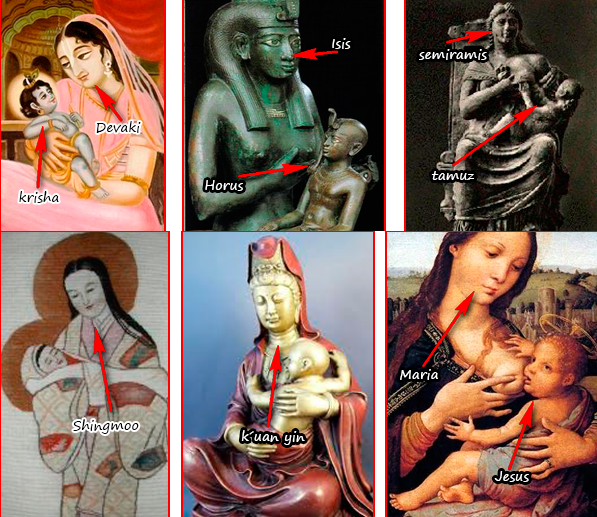 Devaki
krisha
Isis
Horus
semiramis
tamuz
Shingmoo
k´uan yin
Maria
Jesus